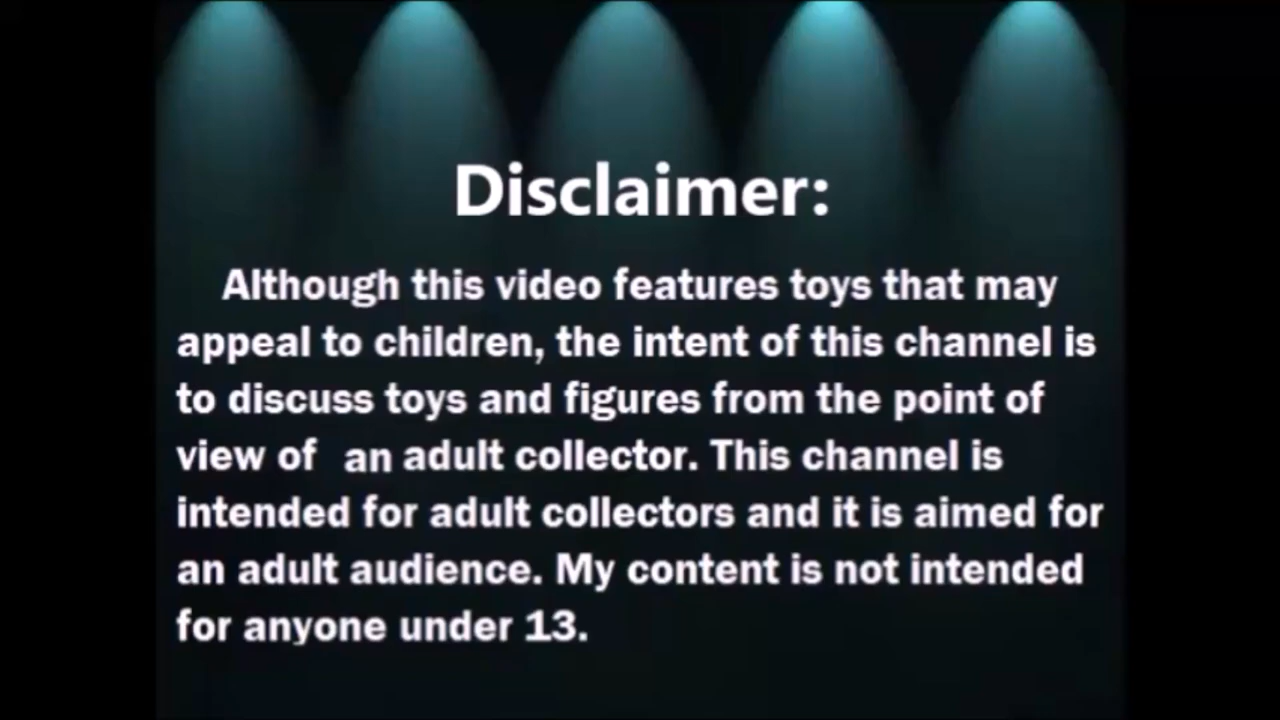 Disclaimer:
Although this video features toys that may
appeal to children, the intent of this channel is
to discuss toys and figures from the point of
view of an adult collector. This channel is
intended for adult collectors and it is aimed for
an adult audience. My content is not intended
for anyone under 13.